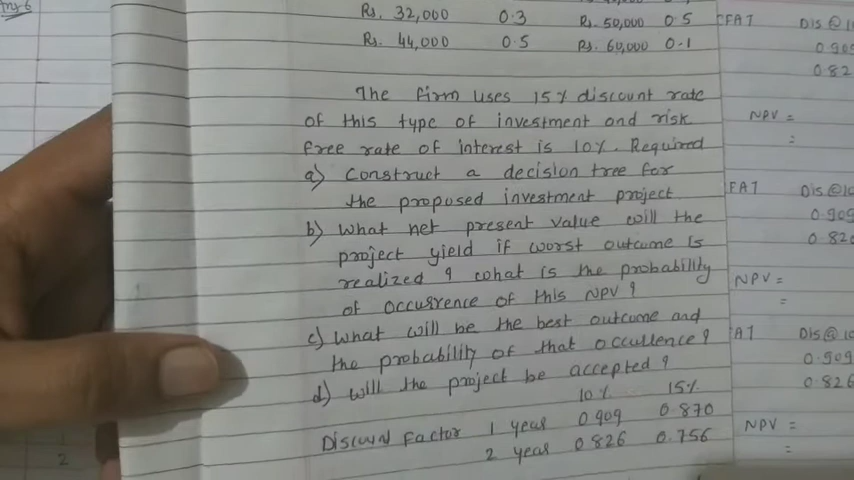 Rs. 32,000 0.3 Rs. 50,000 0.5
Rs. 44,000 0.5 Rs. 60,000 0.1
The firm uses 15% discount rate
of this type of investment and risk
free rate of interest is 10%. Required
a) Construct a decision tree for
the proposed investment project
b) What net present value will the
project yield if worst outcome is
realized ? what is the probability
of occurrence of this NPV ?
c) What will be the best outcome and
the probability of that occullence ?
d) will the project be accepted ?
10% 15%
Discount Factor 1 year 0.909 0.870
2 year 0.826 0.756
CFAT Dis @ 10
0.909
0.82
NPV =
=
FAT Dis @ 10
0.909
0.826
NPV =
=
AT Dis @ 10
0.909
0.826
NPV =
=
1
2